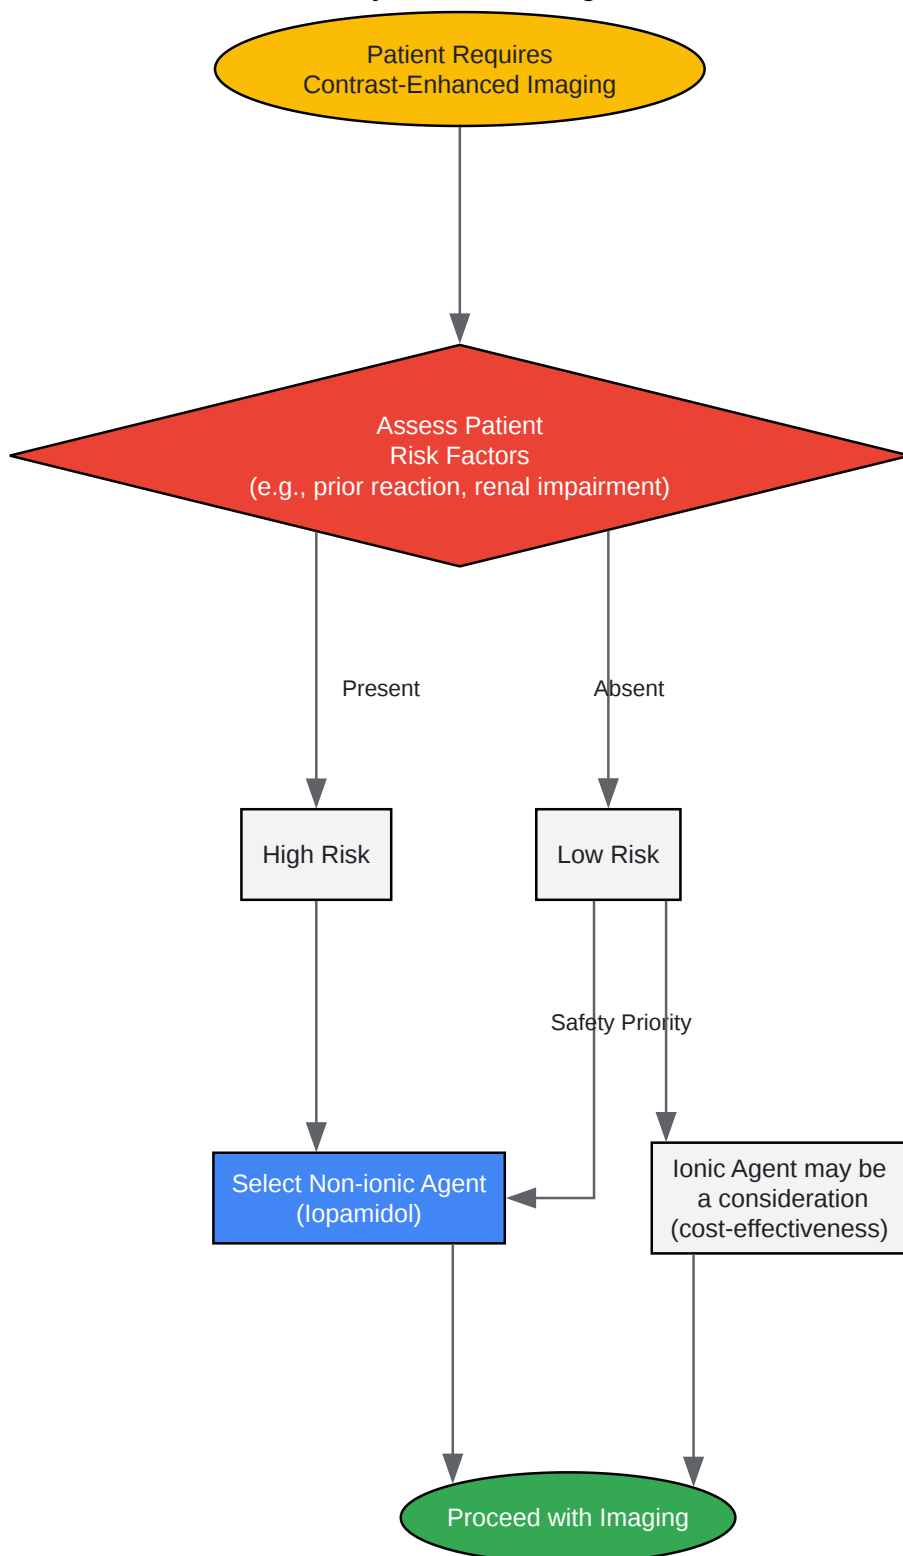 Patient Requires
Contrast-Enhanced Imaging
Assess Patient
Risk Factors
(e.g., prior reaction, renal impairment)
Present
Absent
High Risk
Low Risk
Safety Priority
Select Non-ionic Agent
(Iopamidol)
Ionic Agent may be
a consideration
(cost-effectiveness)
Proceed with Imaging